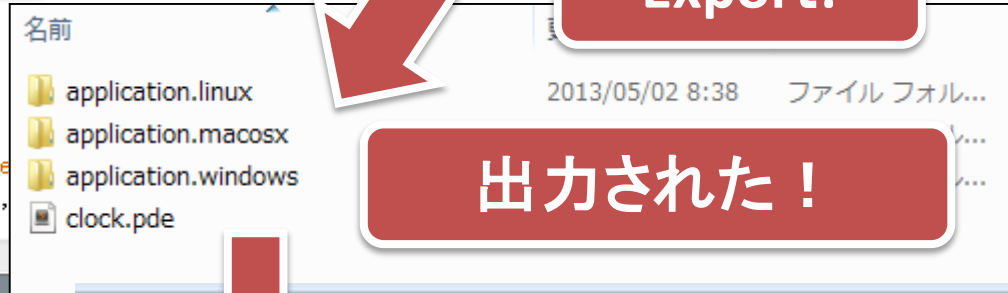 Export!
名前
application.linux 2013/05/02 8:38 ファイル フォル...
application.macosx
application.windows
clock.pde
出力された！